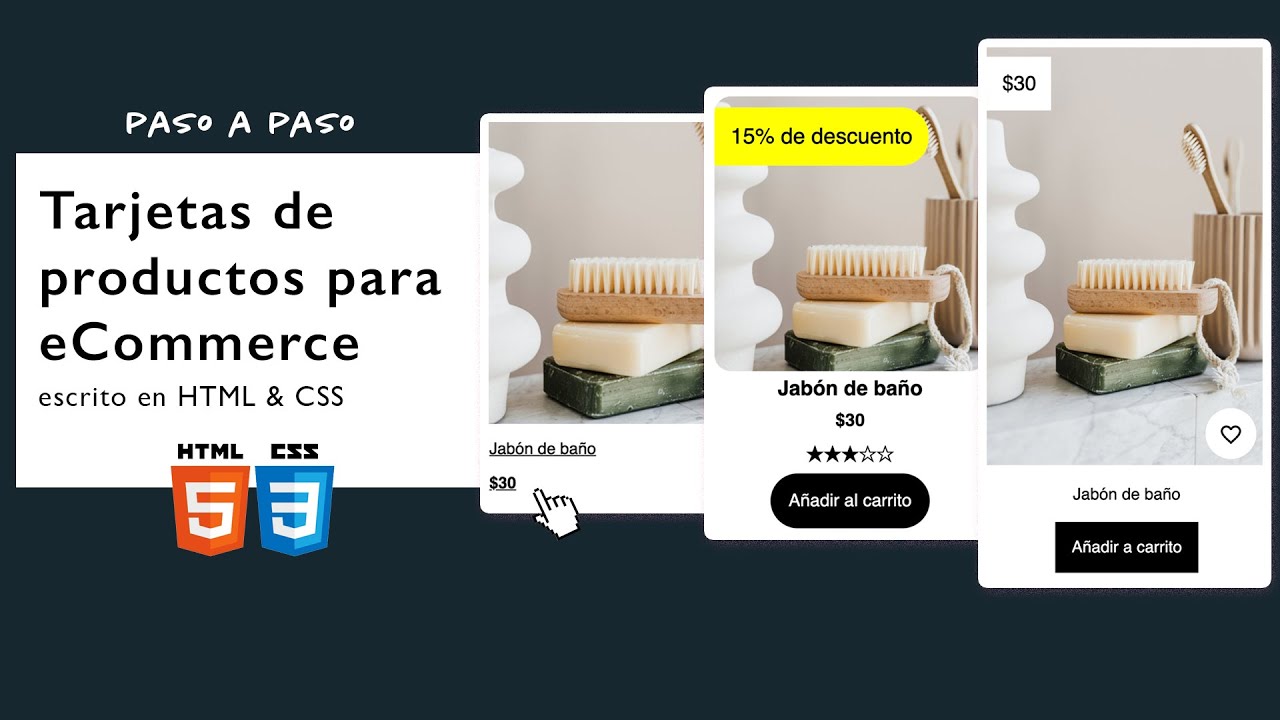 PASO A PASO
Tarjetas de
productos para
eCommerce
escrito en HTML & CSS
HTML
5
CSS
3
Jabón de baño
$30
15% de descuento
Jabón de baño
$30
★★★☆☆
Añadir al carrito
$30
Jabón de baño
Añadir a carrito